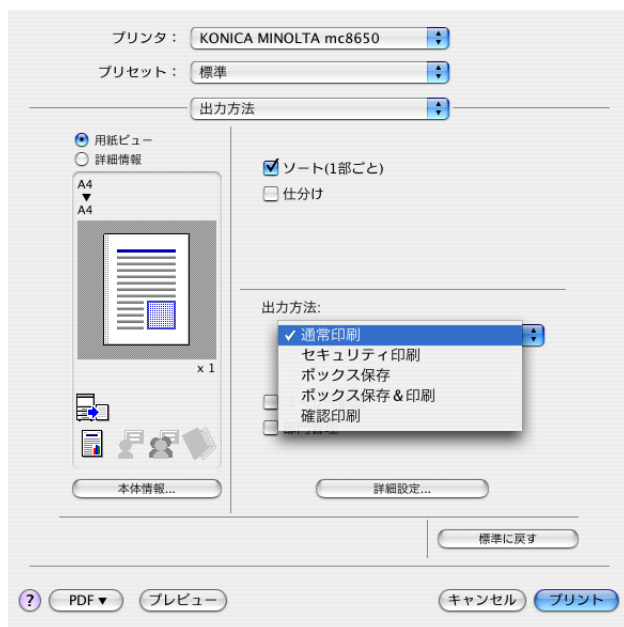 プリンタ： KONICA MINOLTA mc8650
プリセット： 標準
出力方法
用紙ビュー
詳細情報
A4
A4
x 1
本体情報...
ソート(1部ごと)
仕分け
出力方法:
✓ 通常印刷
セキュリティ印刷
ボックス保存
ボックス保存＆印刷
確認印刷
詳細設定...
標準に戻す
? PDF▼ プレビュー キャンセル プリント